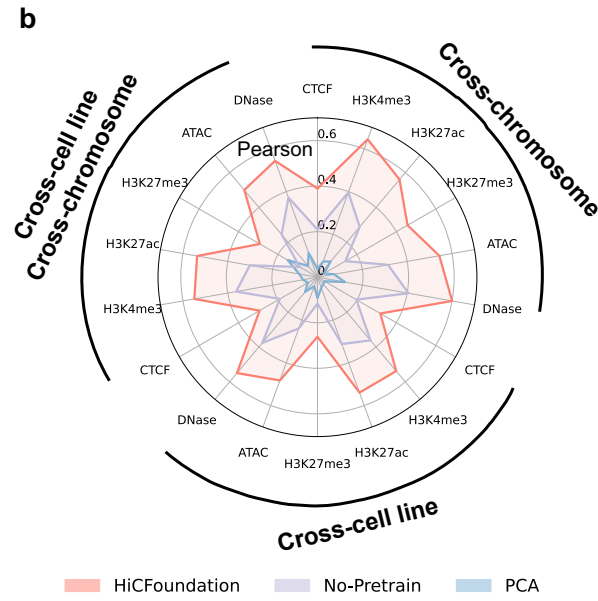 b
Cross-cell line
Cross-chromosome
Cross-chromosome
CTCF
DNase
H3K4me3
ATAC
H3K27ac
Pearson
0.6
0.4
0.2
0
H3K27me3
H3K27me3
H3K27ac
ATAC
H3K4me3
DNase
CTCF
CTCF
DNase
H3K4me3
ATAC
H3K27ac
H3K27me3
Cross-cell line
HiCFoundation
No-Pretrain
PCA